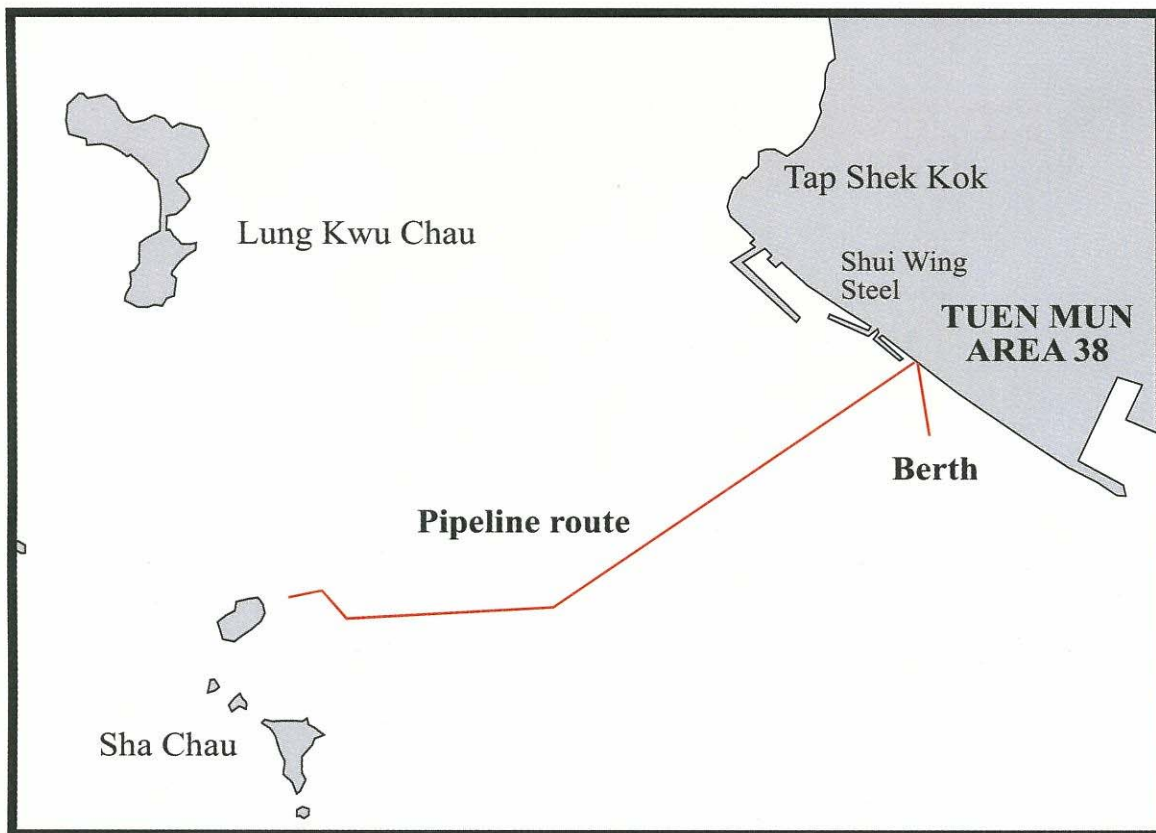 Tap Shek Kok
Lung Kwu Chau
Shui Wing
Steel
TUEN MUN
AREA 38
Berth
Pipeline route
Sha Chau